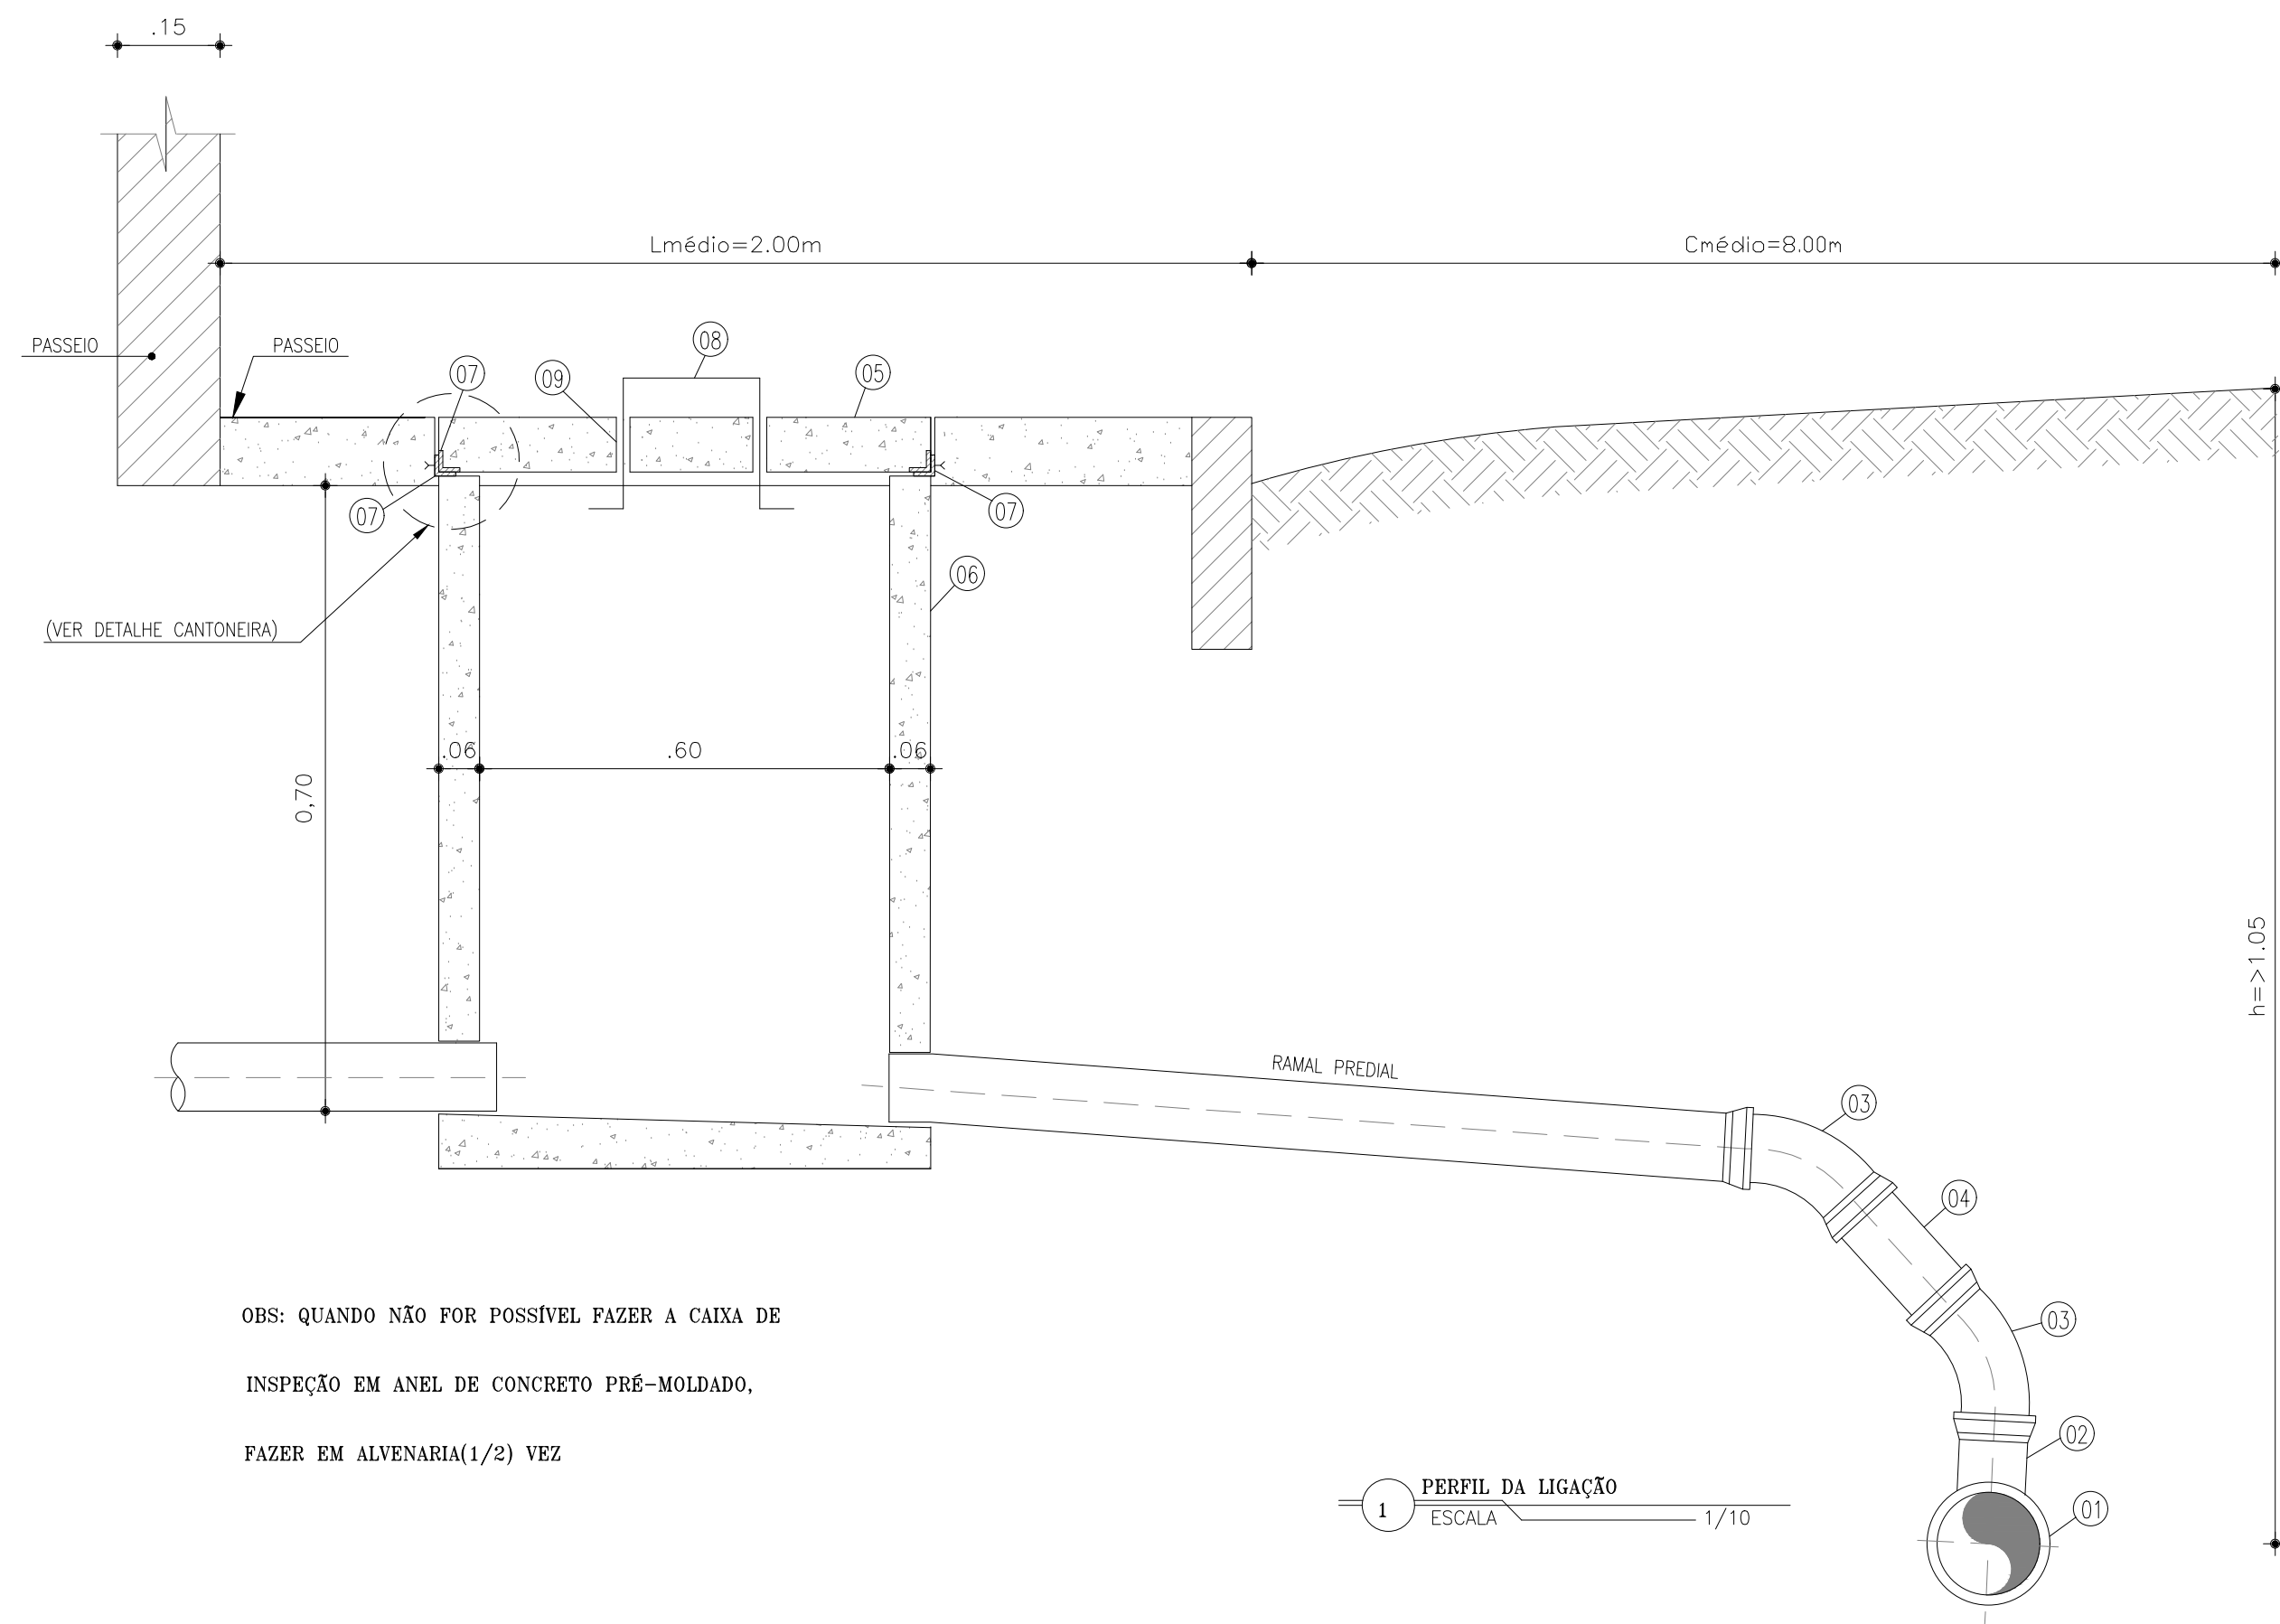 .15
Lmédio=2.00m
Cmédio=8.00m
PASSEIO
PASSEIO
08
07
09
05
07
07
06
(VER DETALHE CANTONEIRA)
.06
.60
.06
0,70
h=>1.05
RAMAL PREDIAL
03
04
03
02
01
OBS: QUANDO NÃO FOR POSSÍVEL FAZER A CAIXA DE
INSPEÇÃO EM ANEL DE CONCRETO PRÉ-MOLDADO,
FAZER EM ALVENARIA(1/2) VEZ
1
PERFIL DA LIGAÇÃO
ESCALA 1/10